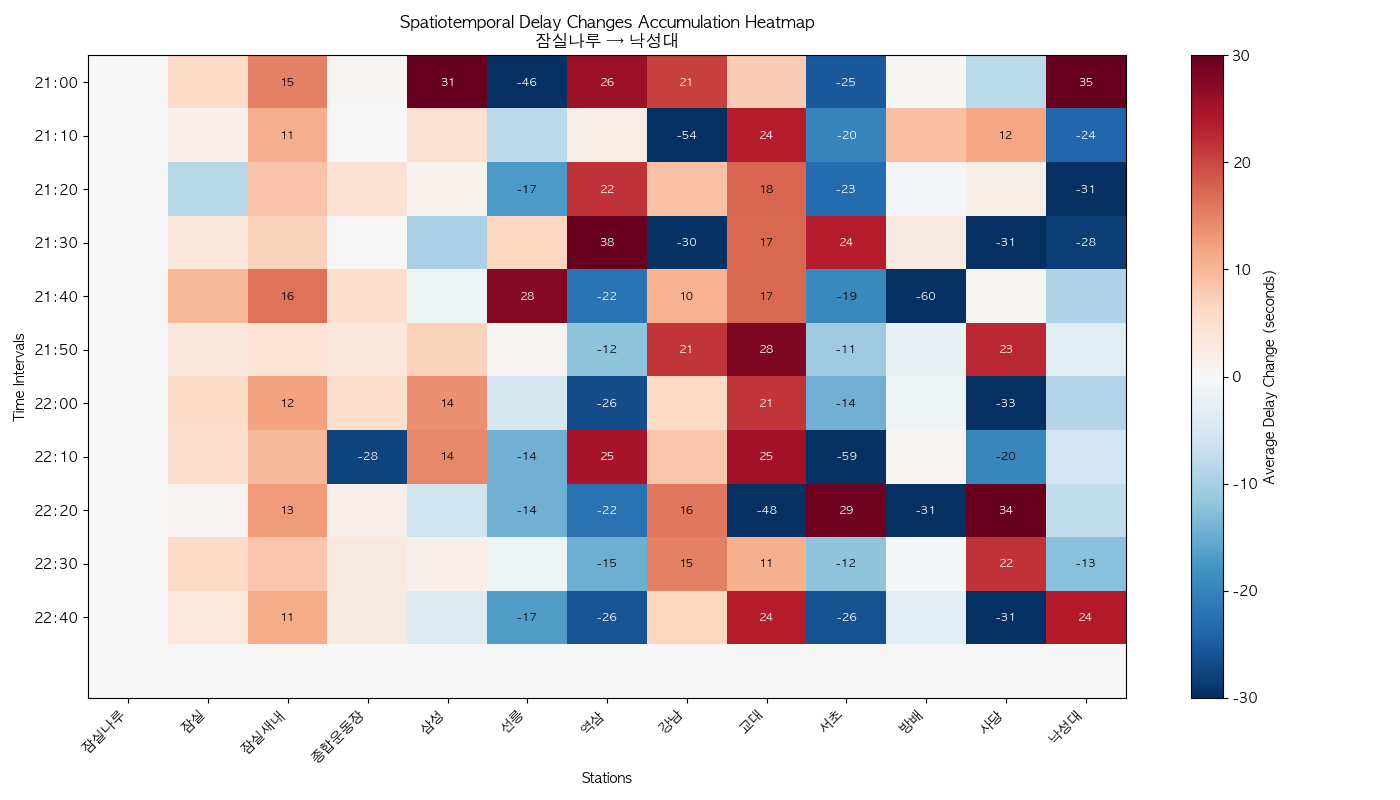 Spatiotemporal Delay Changes Accumulation Heatmap
잠실나루 → 낙성대
21:00 15 31 -46 26 21 -25 35
21:10 11 -54 24 -20 12 -24
21:20 -17 22 18 -23 -31
21:30 38 -30 17 24 -31 -28
21:40 16 28 -22 10 17 -19 -60
21:50 -12 21 28 -11 23
22:00 12 14 -26 21 -14 -33
22:10 -28 14 -14 25 25 -59 -20
22:20 13 -14 -22 16 -48 29 -31 34
22:30 -15 15 11 -12 22 -13
22:40 11 -17 -26 24 -26 -31 24
Time Intervals
잠실나루 잠실 잠실새내 종합운동장 삼성 선릉 역삼 강남 교대 서초 방배 사당 낙성대
Stations
30
20
10
0
-10
-20
-30
Average Delay Change (seconds)